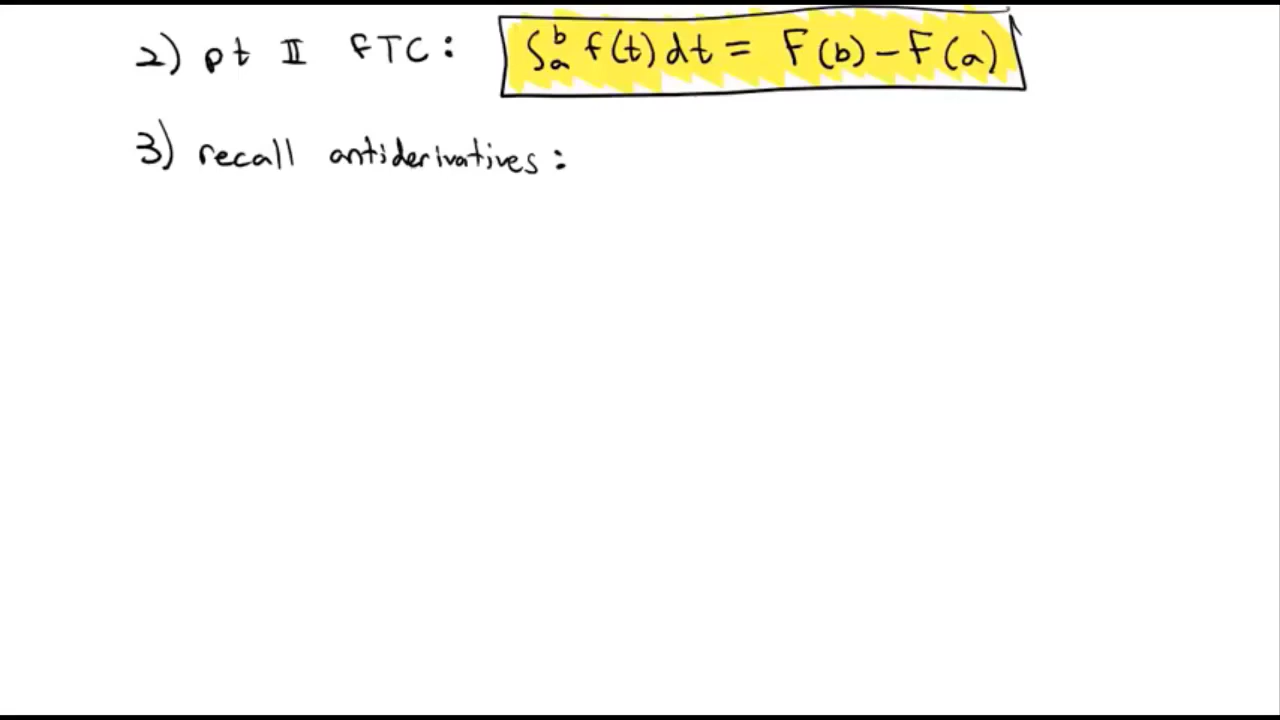 2) pt II FTC: ∫ₐᵇ f(t) dt = F(b) - F(a)
3) recall antiderivatives: